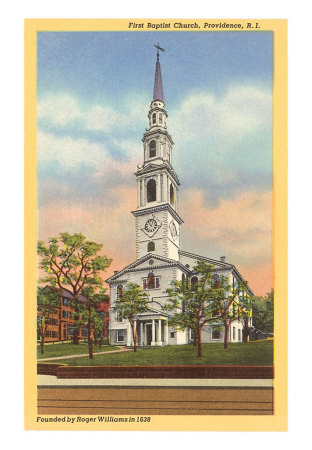 First Baptist Church, Providence, R. I.
Founded by Roger Williams in 1638